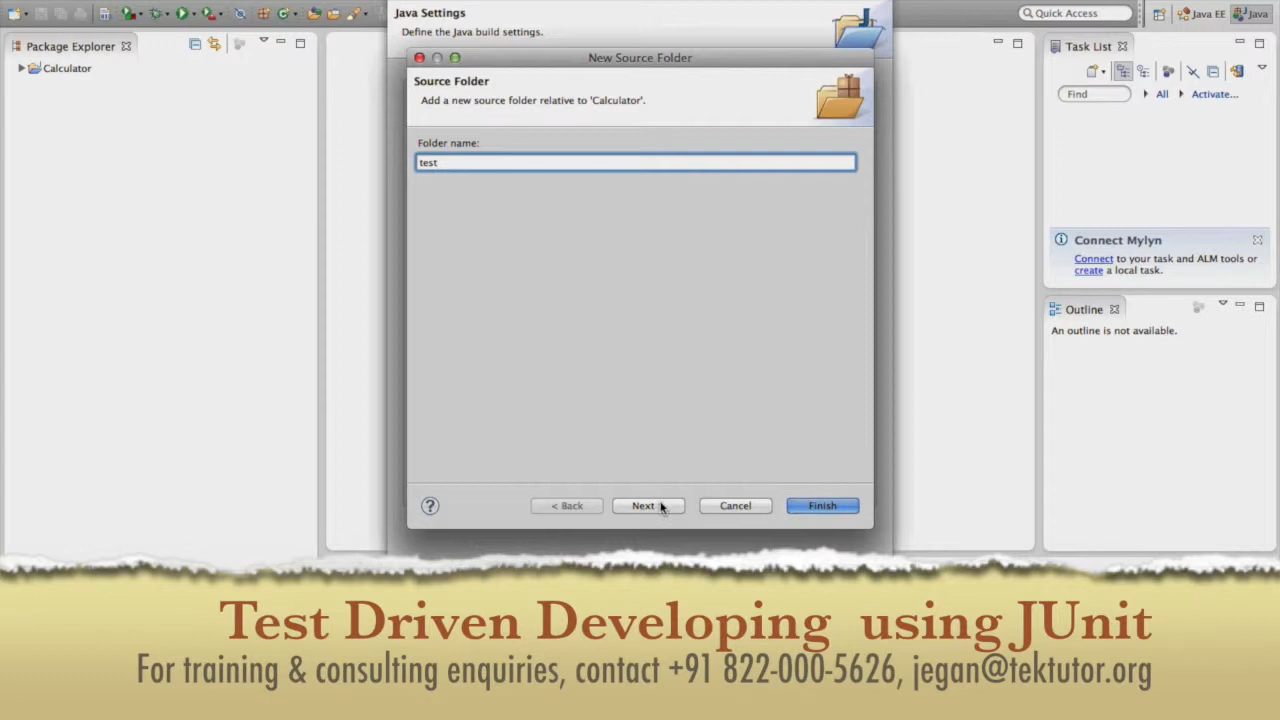 Java Settings
Define the Java build settings.
Quick Access
Java EE
Java
Package Explorer
Calculator
New Source Folder
Source Folder
Add a new source folder relative to 'Calculator'.
Folder name:
test
< Back
Next
Cancel
Finish
Task List
Find
All
Activate...
Connect Mylyn
Connect to your task and ALM tools or
create a local task.
Outline
An outline is not available.
Test Driven Developing using JUnit
For training & consulting enquiries, contact +91 822-000-5626, jegan@tektutor.org